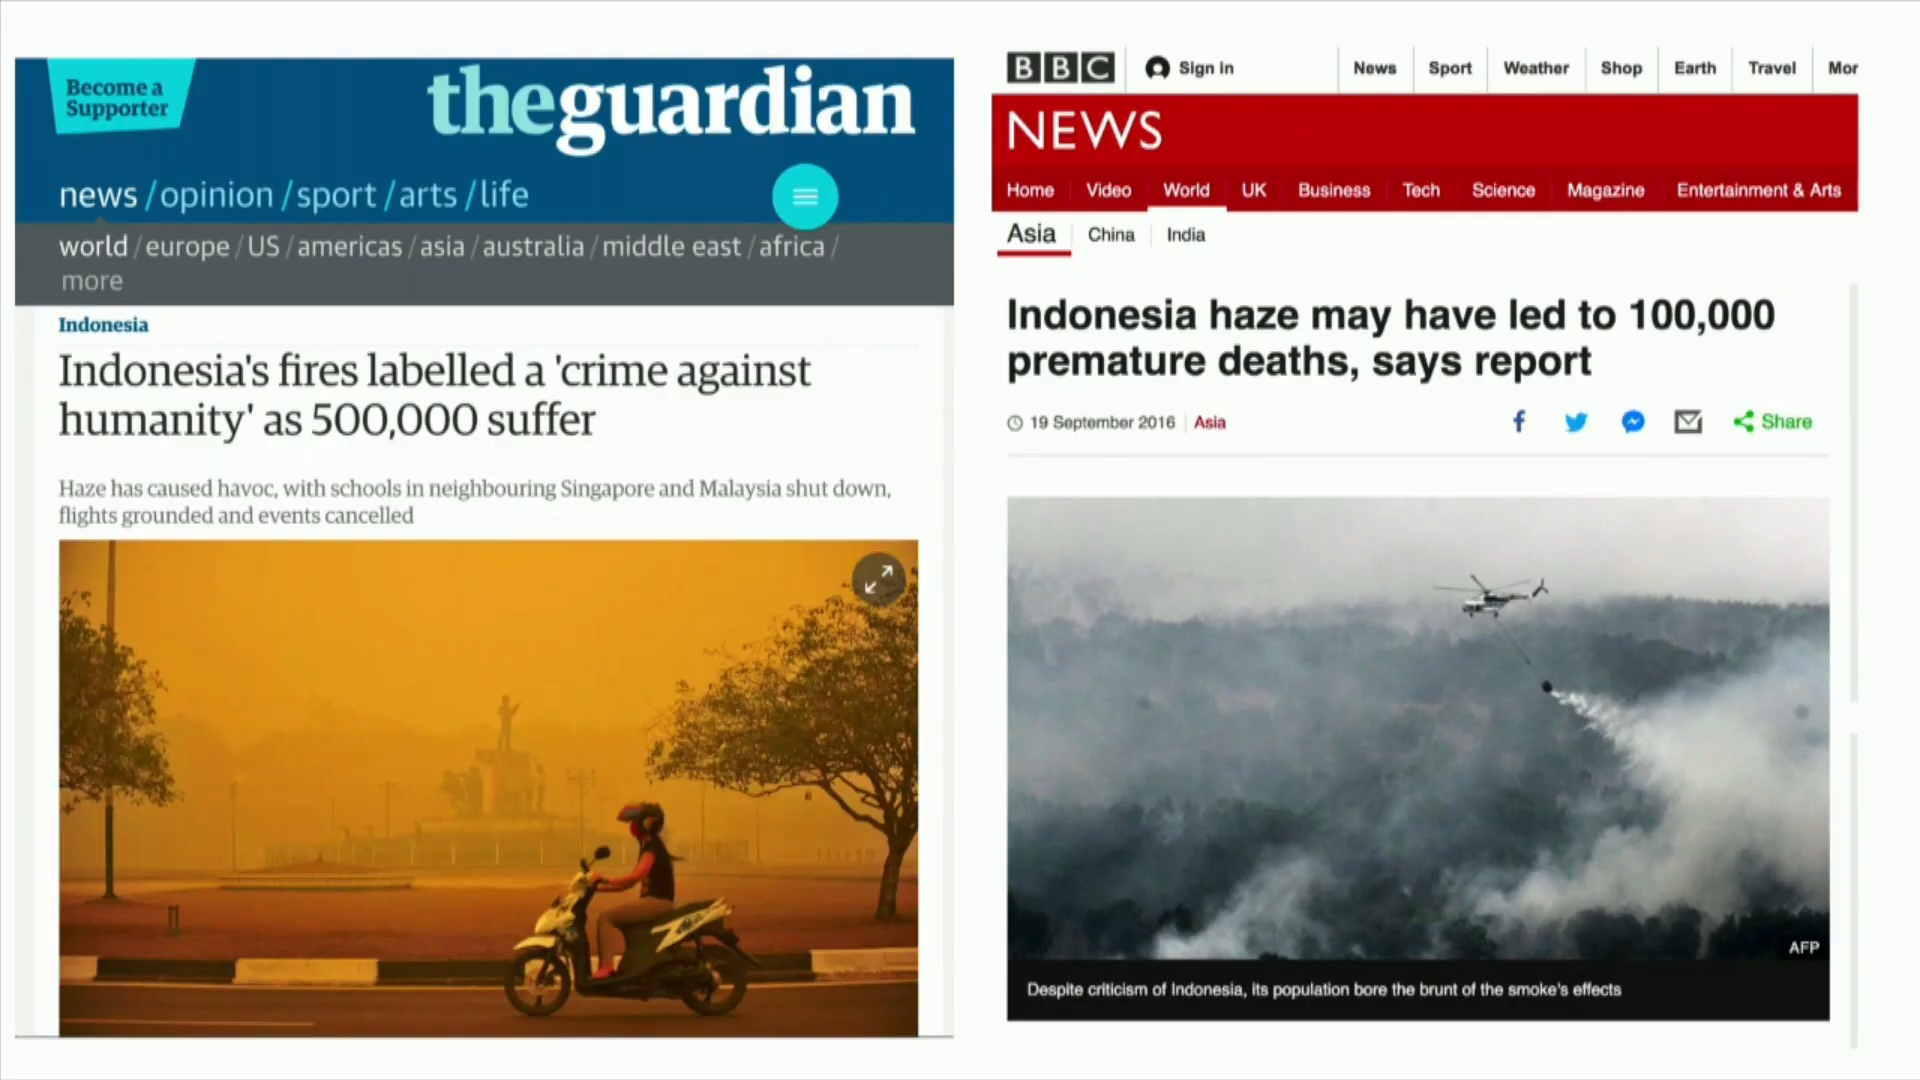 Become a
Supporter
theguardian
news / opinion / sport / arts / life
world / europe / US / americas / asia / australia / middle east / africa /
more
Indonesia
Indonesia's fires labelled a 'crime against
humanity' as 500,000 suffer
Haze has caused havoc, with schools in neighbouring Singapore and Malaysia shut down,
flights grounded and events cancelled
BBC Sign in News Sport Weather Shop Earth Travel Mor
NEWS
Home Video World UK Business Tech Science Magazine Entertainment & Arts
Asia China India
Indonesia haze may have led to 100,000
premature deaths, says report
19 September 2016 Asia Share
AFP
Despite criticism of Indonesia, its population bore the brunt of the smoke's effects